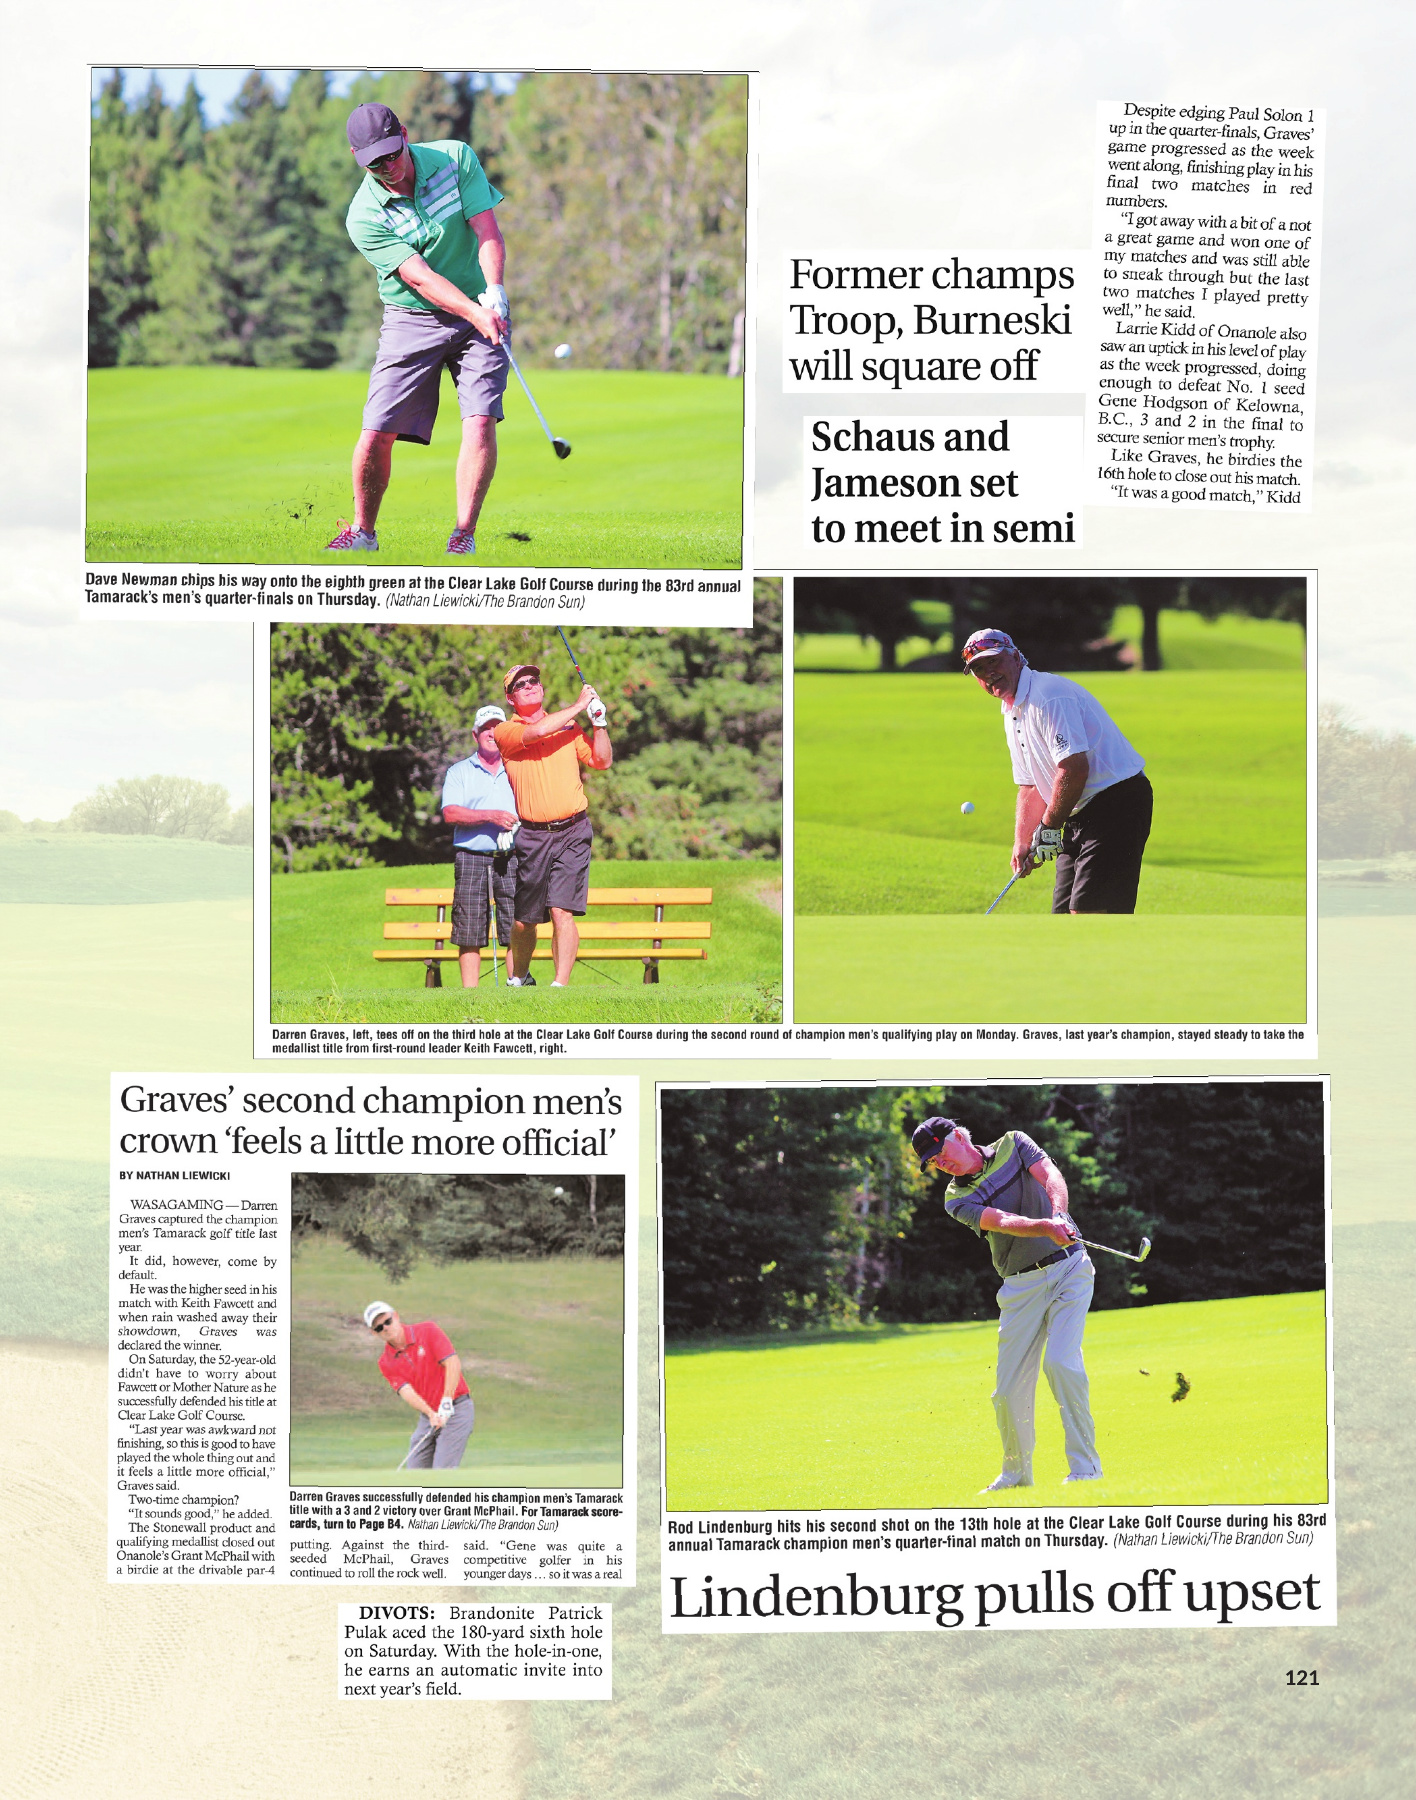 Despite edging Paul Solon 1
up in the quarter-finals, Graves'
game progressed as the week
went along, finishing play in his
final two matches in red
numbers.
"I got away with a bit of a not
a great game and won one of
my matches and was still able
to sneak through but the last
two matches I played pretty
well," he said.
Larrie Kidd of Onanole also
saw an uptick in his level of play
as the week progressed, doing
enough to defeat No. 1 seed
Gene Hodgson of Kelowna,
B.C., 3 and 2 in the final to
secure senior men's trophy.
Like Graves, he birdies the
16th hole to close out his match.
"It was a good match," Kidd
Former champs
Troop, Burneski
will square off
Schaus and
Jameson set
to meet in semi
Dave Newman chips his way onto the eighth green at the Clear Lake Golf Course during the 83rd annual
Tamarack's men's quarter-finals on Thursday. (Nathan Liewicki/The Brandon Sun)
Darren Graves, left, tees off on the third hole at the Clear Lake Golf Course during the second round of champion men's qualifying play on Monday. Graves, last year's champion, stayed steady to take the
medallist title from first-round leader Keith Fawcett, right.
Graves' second champion men's
crown 'feels a little more official'
BY NATHAN LIEWICKI
WASAGAMING — Darren
Graves captured the champion
men's Tamarack golf title last
year.
It did, however, come by
default.
He was the higher seed in his
match with Keith Fawcett and
when rain washed away their
showdown, Graves was
declared the winner.
On Saturday, the 52-year-old
didn't have to worry about
Fawcett or Mother Nature as he
successfully defended his title at
Clear Lake Golf Course.
"Last year was awkward not
finishing, so this is good to have
played the whole thing out and
it feels a little more official,"
Graves said.
Two-time champion?
"It sounds good," he added.
The Stonewall product and
qualifying medallist closed out
Onanole's Grant McPhail with
a birdie at the drivable par-4
Darren Graves successfully defended his champion men's Tamarack
title with a 3 and 2 victory over Grant McPhail. For Tamarack score-
cards, turn to Page B4. Nathan Liewicki/The Brandon Sun)
putting. Against the third-
seeded McPhail, Graves
continued to roll the rock well.
said. "Gene was quite a
competitive golfer in his
younger days ... so it was a real
Rod Lindenburg hits his second shot on the 13th hole at the Clear Lake Golf Course during his 83rd
annual Tamarack champion men's quarter-final match on Thursday. (Nathan Liewicki/The Brandon Sun)
Lindenburg pulls off upset
DIVOTS: Brandonite Patrick
Pulak aced the 180-yard sixth hole
on Saturday. With the hole-in-one,
he earns an automatic invite into
next year's field.
121